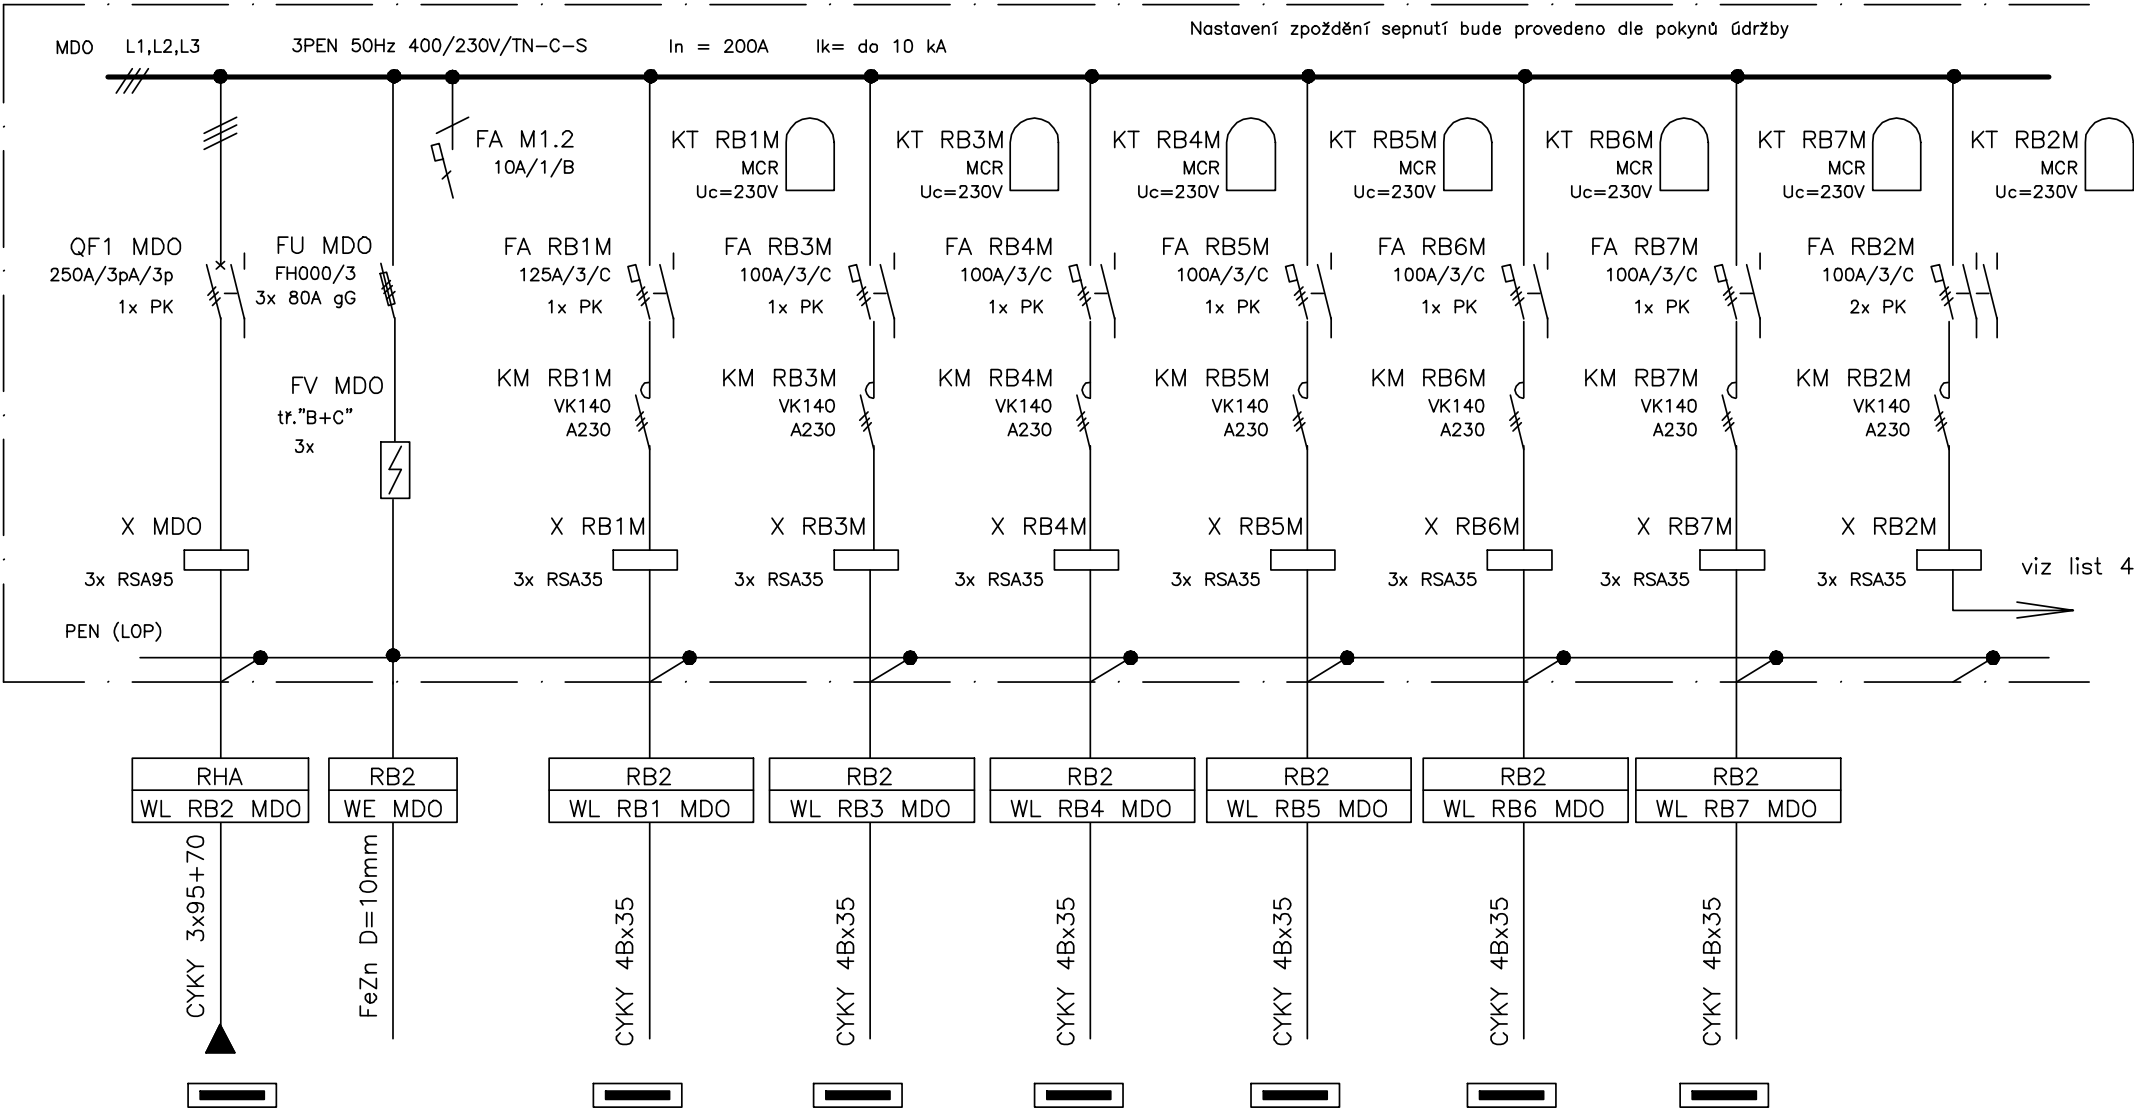 Nastavení zpoždění sepnutí bude provedeno dle pokynů údržby
MDO L1,L2,L3 3PEN 50Hz 400/230V/TN-C-S In = 200A Ik= do 10 kA
FA M1.2
10A/1/B
KT RB1M
MCR
Uc=230V
KT RB3M
MCR
Uc=230V
KT RB4M
MCR
Uc=230V
KT RB5M
MCR
Uc=230V
KT RB6M
MCR
Uc=230V
KT RB7M
MCR
Uc=230V
KT RB2M
MCR
Uc=230V
QF1 MDO
250A/3pA/3p
1x PK
FU MDO
FH000/3
3x 80A gG
FA RB1M
125A/3/C
1x PK
FA RB3M
100A/3/C
1x PK
FA RB4M
100A/3/C
1x PK
FA RB5M
100A/3/C
1x PK
FA RB6M
100A/3/C
1x PK
FA RB7M
100A/3/C
1x PK
FA RB2M
100A/3/C
2x PK
FV MDO
tř."B+C"
3x
KM RB1M
VK140
A230
KM RB3M
VK140
A230
KM RB4M
VK140
A230
KM RB5M
VK140
A230
KM RB6M
VK140
A230
KM RB7M
VK140
A230
KM RB2M
VK140
A230
X MDO
3x RSA95
X RB1M
3x RSA35
X RB3M
3x RSA35
X RB4M
3x RSA35
X RB5M
3x RSA35
X RB6M
3x RSA35
X RB7M
3x RSA35
X RB2M
3x RSA35
viz list 4
PEN (LOP)
RHA
WL RB2 MDO
RB2
WE MDO
RB2
WL RB1 MDO
RB2
WL RB3 MDO
RB2
WL RB4 MDO
RB2
WL RB5 MDO
RB2
WL RB6 MDO
RB2
WL RB7 MDO
CYKY 3x95+70
FeZn D=10mm
CYKY 4Bx35
CYKY 4Bx35
CYKY 4Bx35
CYKY 4Bx35
CYKY 4Bx35
CYKY 4Bx35